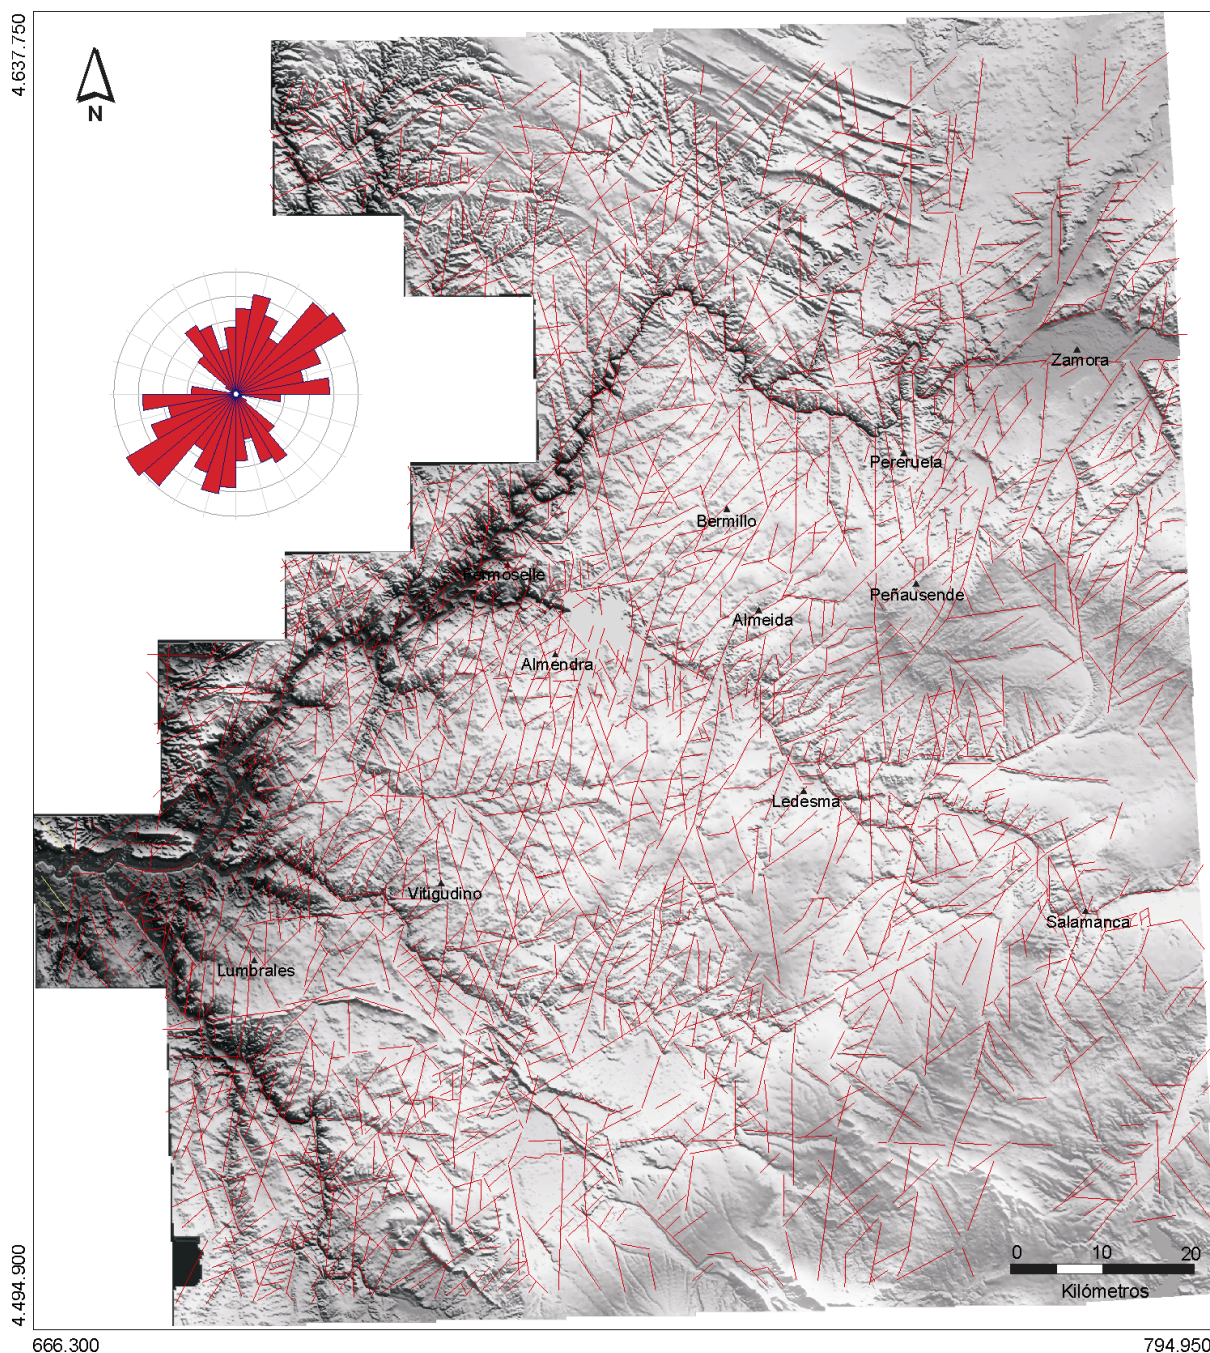 4.637.750
N
Zamora
Pereruela
Bermillo
Fermoselle
Peñausende
Almeida
Almendra
Ledesma
Vitigudino
Salamanca
Lumbrales
0 10 20
Kilómetros
4.494.900
666.300 794.950